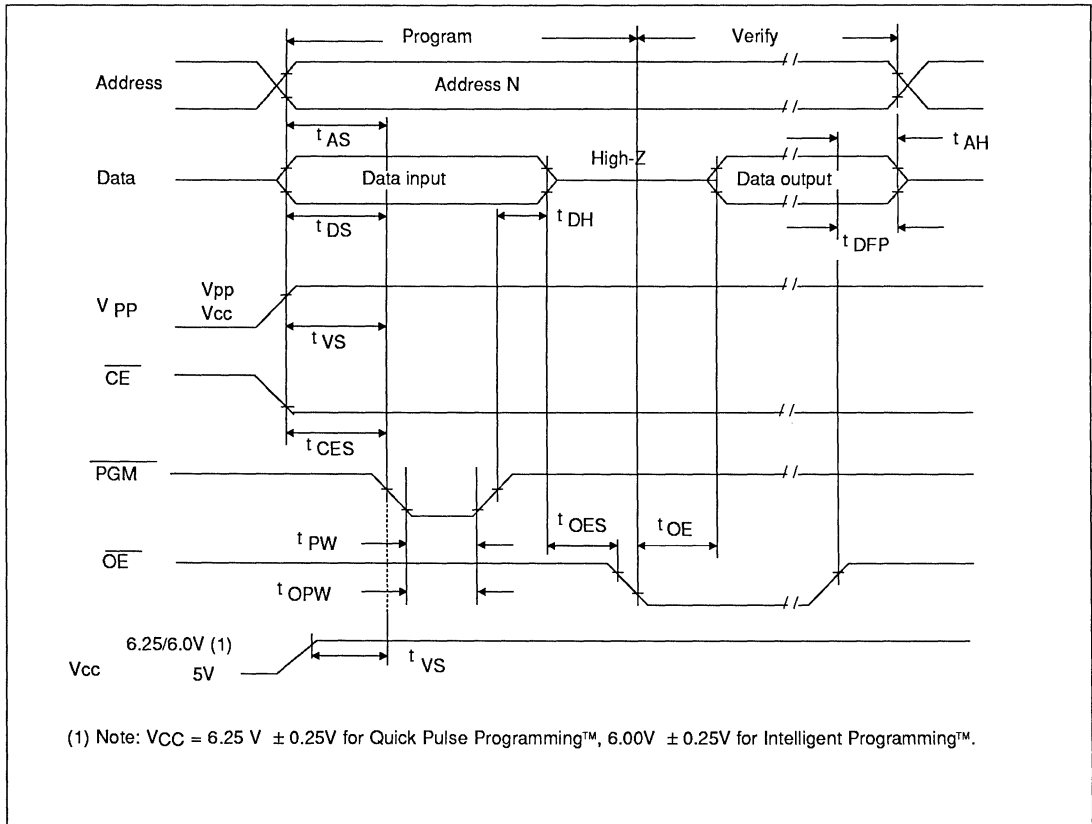 Program
Verify
Address
Address N
t AS
t AH
High-Z
Data
Data input
Data output
t DS
t DH
t DFP
V PP
Vpp
Vcc
t VS
CE
t CES
PGM
t OES
t OE
t PW
OE
t OPW
6.25/6.0V (1)
t VS
Vcc
5V
(1) Note: VCC = 6.25 V ± 0.25V for Quick Pulse Programming™, 6.00V ± 0.25V for Intelligent Programming™.